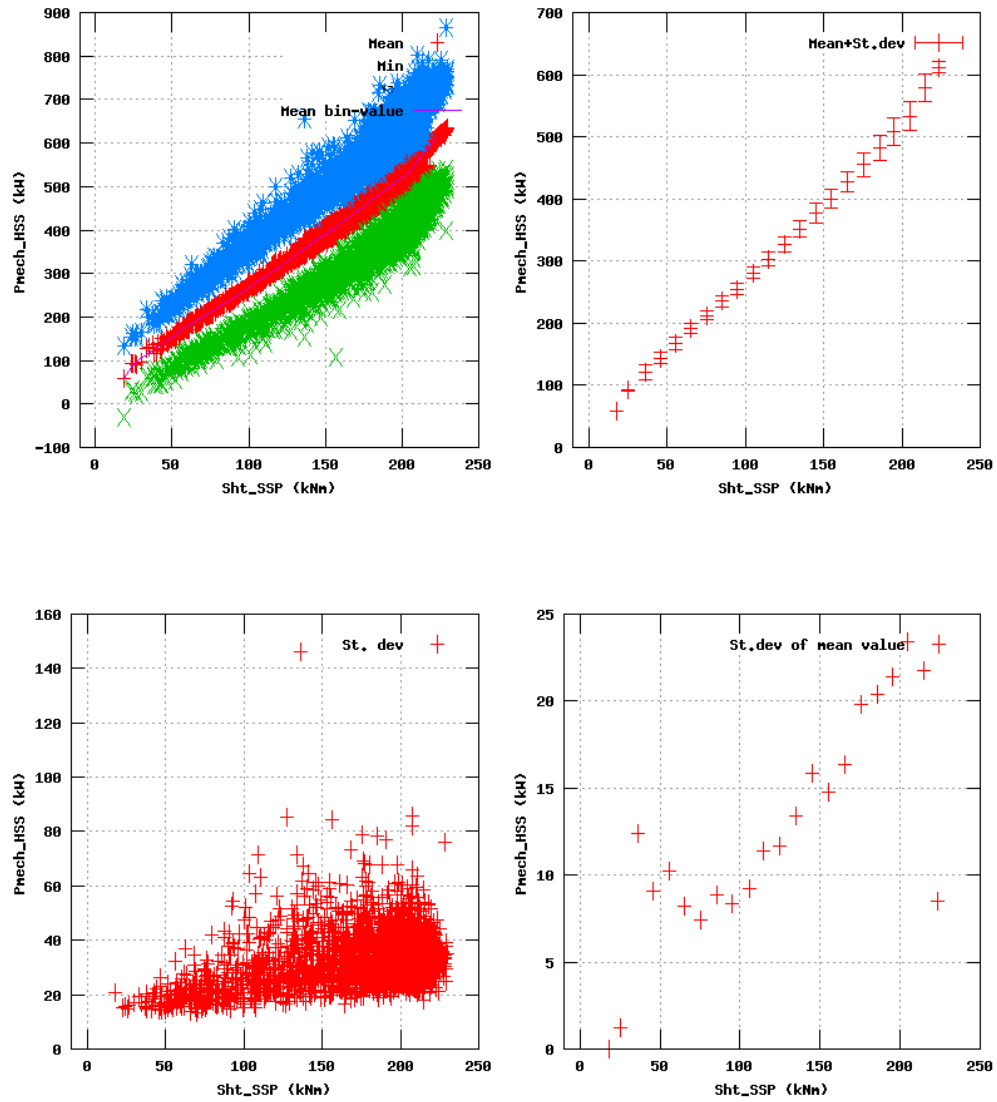 900
800
700
600
500
400
300
200
100
0
-100
Pmech_HSS (kW)
Mean
Min
Mean bin-value
0 50 100 150 200 250
Sht_SSP (kNm)
700
600
500
400
300
200
100
0
Pmech_HSS (kW)
Mean+St.dev
0 50 100 150 200 250
Sht_SSP (kNm)
160
140
120
100
80
60
40
20
0
Pmech_HSS (kW)
St. dev
0 50 100 150 200 250
Sht_SSP (kNm)
25
20
15
10
5
0
Pmech_HSS (kW)
St.dev of mean value
0 50 100 150 200 250
Sht_SSP (kNm)